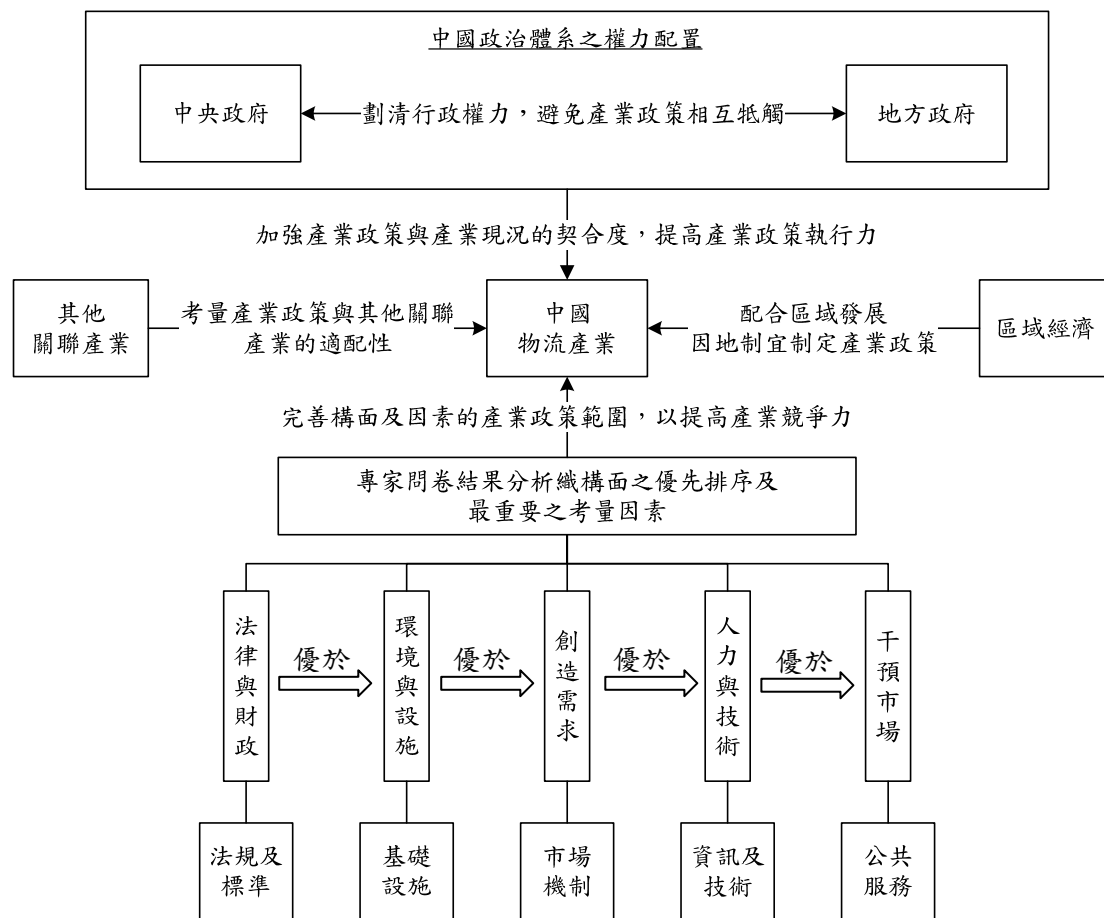 中國政治體系之權力配置
中央政府
劃清行政權力，避免產業政策相互牴觸
地方政府
加強產業政策與產業現況的契合度，提高產業政策執行力
其他
關聯產業
考量產業政策與其他關聯
產業的適配性
中國
物流產業
配合區域發展
因地制宜制定產業政策
區域經濟
完善構面及因素的產業政策範圍，以提高產業競爭力
專家問卷結果分析織構面之優先排序及
最重要之考量因素
法律與財政
優於
環境與設施
優於
創造需求
優於
人力與技術
優於
干預市場
法規及
標準
基礎
設施
市場
機制
資訊及
技術
公共
服務